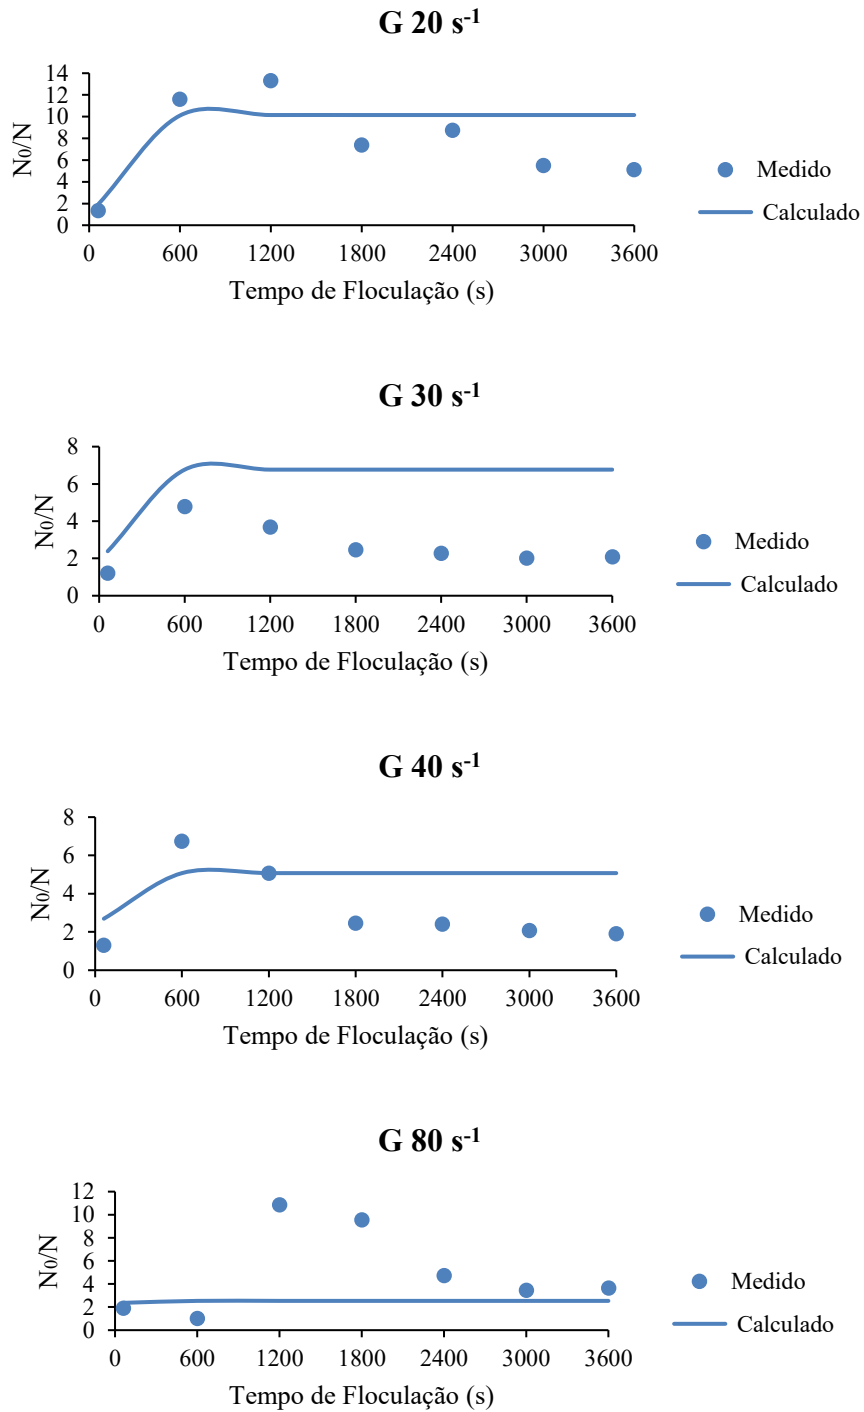 G 20 s⁻¹
14
12
10
8
6
4
2
0
N₀/N
0 600 1200 1800 2400 3000 3600
Tempo de Floculação (s)
Medido
Calculado
G 30 s⁻¹
8
6
4
2
0
N₀/N
0 600 1200 1800 2400 3000 3600
Tempo de Floculação (s)
Medido
Calculado
G 40 s⁻¹
8
6
4
2
0
N₀/N
0 600 1200 1800 2400 3000 3600
Tempo de Floculação (s)
Medido
Calculado
G 80 s⁻¹
12
10
8
6
4
2
0
N₀/N
0 600 1200 1800 2400 3000 3600
Tempo de Floculação (s)
Medido
Calculado